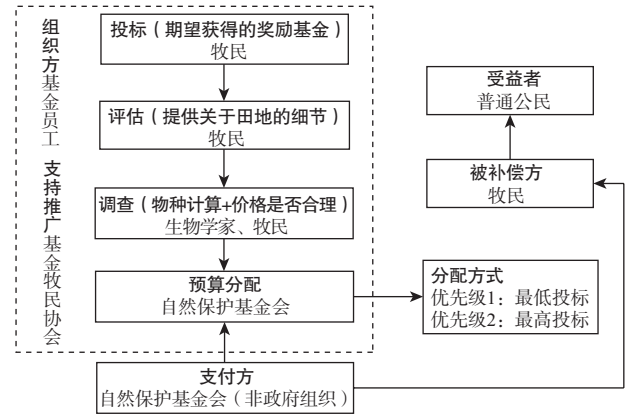 组织方基金员工 支持推广基金牧民协会
投标（期望获得的奖励基金）
牧民
评估（提供关于田地的细节）
牧民
调查（物种计算+价格是否合理）
生物学家、牧民
预算分配
自然保护基金会
支付方
自然保护基金会（非政府组织）
受益者
普通公民
被补偿方
牧民
分配方式
优先级1：最低投标
优先级2：最高投标